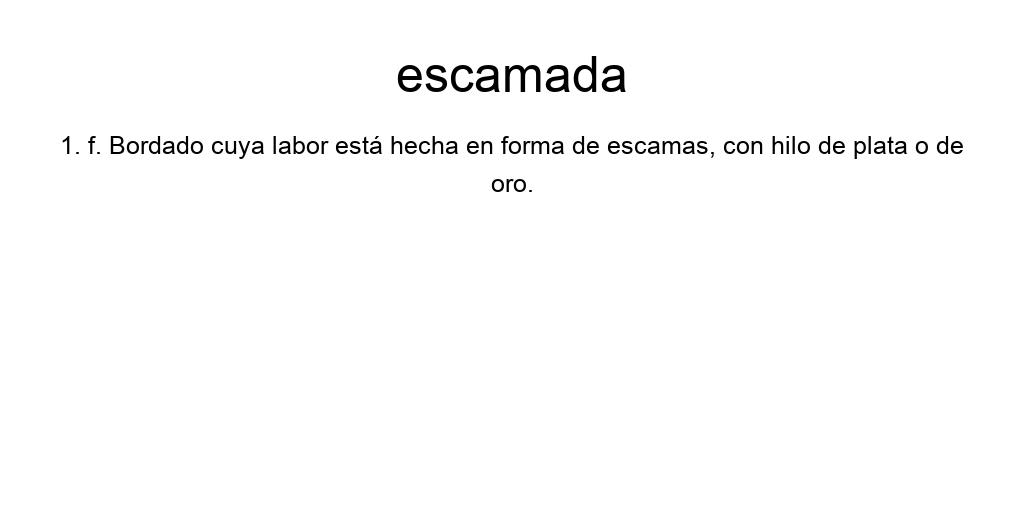 escamada
1. f. Bordado cuya labor está hecha en forma de escamas, con hilo de plata o de
oro.